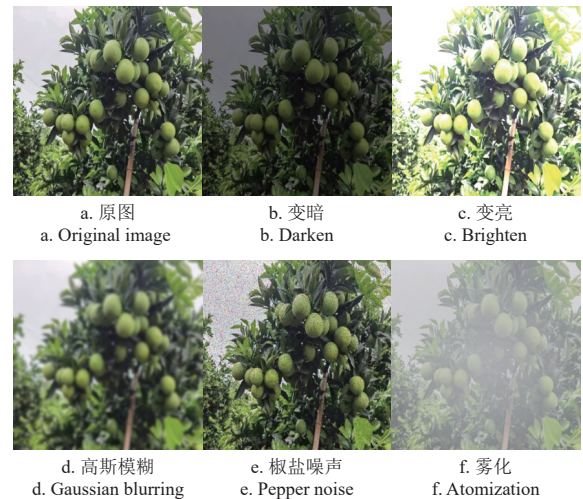 a. 原图 b. 变暗 c. 变亮
a. Original image b. Darken c. Brighten
d. 高斯模糊 e. 椒盐噪声 f. 雾化
d. Gaussian blurring e. Pepper noise f. Atomization